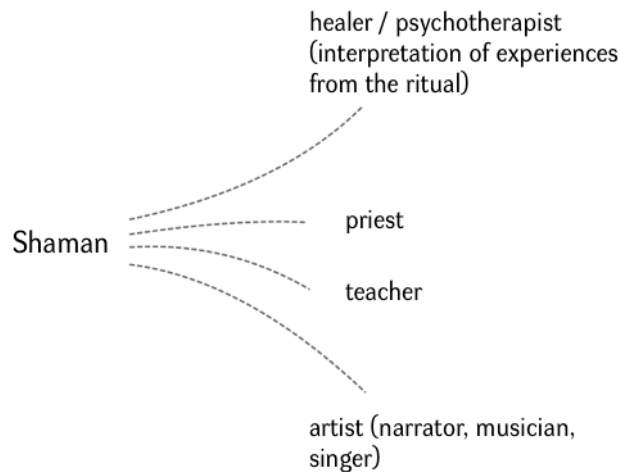 healer / psychotherapist
(interpretation of experiences
from the ritual)
priest
Shaman
teacher
artist (narrator, musician,
singer)